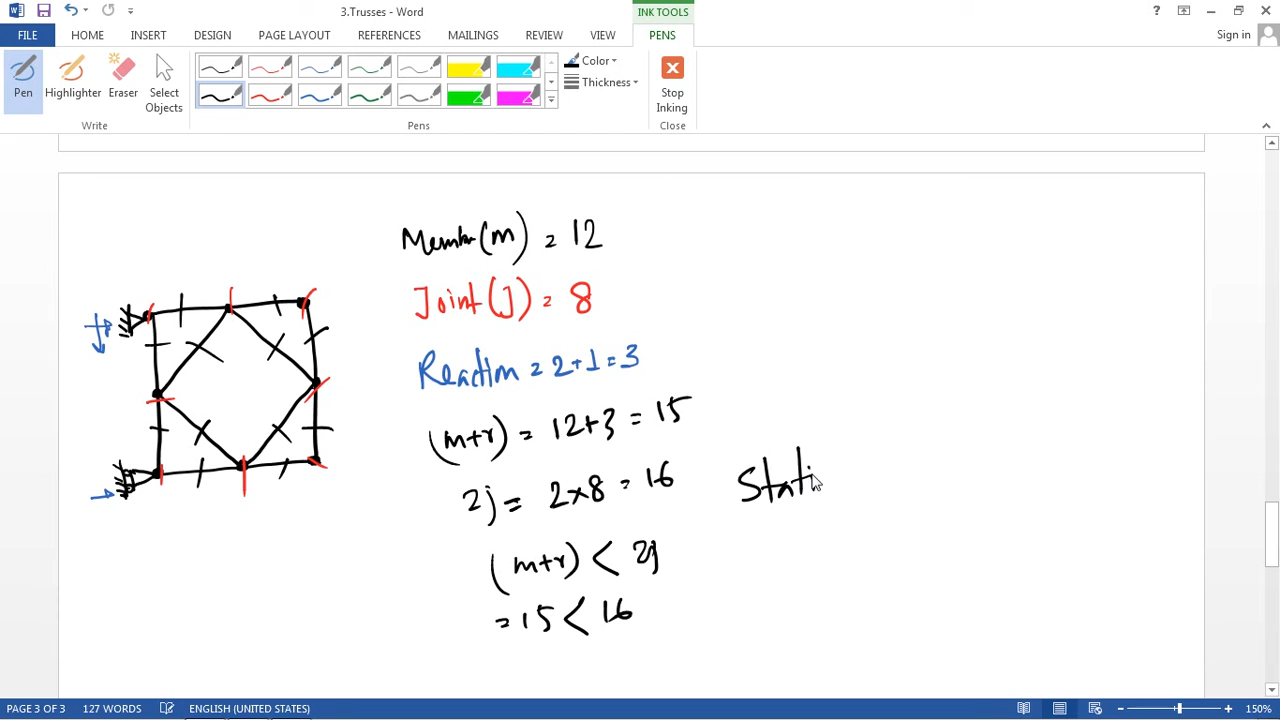 3.Trusses - Word
INK TOOLS
? 
Sign in
FILE HOME INSERT DESIGN PAGE LAYOUT REFERENCES MAILINGS REVIEW VIEW PENS
Pen Highlighter Eraser Select Objects
Color
Thickness
Stop Inking
Write Pens Close
Member(m) = 12
Joint(J) = 8
Reaction = 2+1 = 3
(m+r) = 12+3 = 15
2j = 2×8 = 16
Stati
(m+r) < 2j
= 15 < 16
PAGE 3 OF 3 127 WORDS ENGLISH (UNITED STATES) 150%